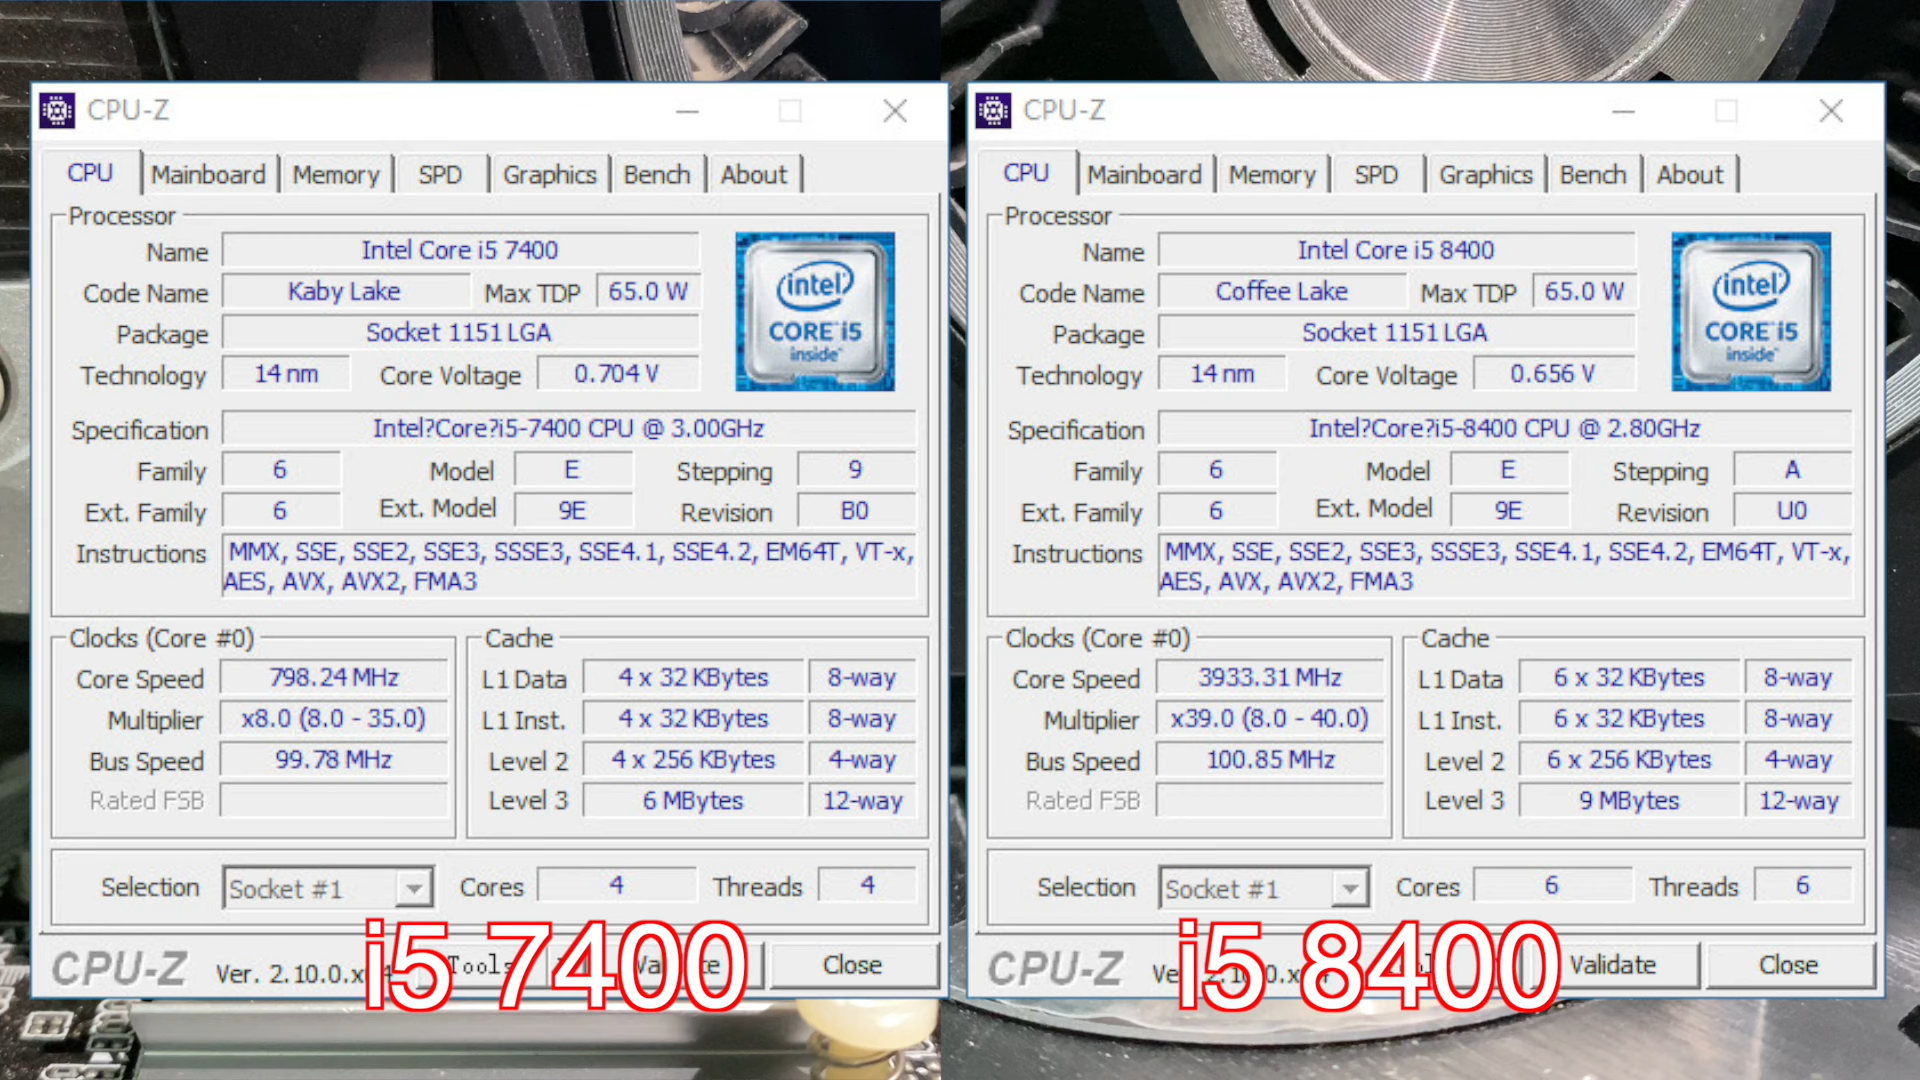 CPU-Z
CPU Mainboard Memory SPD Graphics Bench About
Processor
Name Intel Core i5 7400
Code Name Kaby Lake Max TDP 65.0 W
Package Socket 1151 LGA
Technology 14 nm Core Voltage 0.704 V
intel
CORE i5
inside™
Specification Intel?Core?i5-7400 CPU @ 3.00GHz
Family 6 Model E Stepping 9
Ext. Family 6 Ext. Model 9E Revision B0
Instructions MMX, SSE, SSE2, SSE3, SSSE3, SSE4.1, SSE4.2, EM64T, VT-x,
AES, AVX, AVX2, FMA3
Clocks (Core #0)
Core Speed 798.24 MHz
Multiplier x8.0 (8.0 - 35.0)
Bus Speed 99.78 MHz
Rated FSB
Cache
L1 Data 4 x 32 KBytes 8-way
L1 Inst. 4 x 32 KBytes 8-way
Level 2 4 x 256 KBytes 4-way
Level 3 6 MBytes 12-way
Selection Socket #1 Cores 4 Threads 4
CPU-Z Ver. 2.10.0.x Tools Close
i5 7400
CPU-Z
CPU Mainboard Memory SPD Graphics Bench About
Processor
Name Intel Core i5 8400
Code Name Coffee Lake Max TDP 65.0 W
Package Socket 1151 LGA
Technology 14 nm Core Voltage 0.656 V
intel
CORE i5
inside™
Specification Intel?Core?i5-8400 CPU @ 2.80GHz
Family 6 Model E Stepping A
Ext. Family 6 Ext. Model 9E Revision U0
Instructions MMX, SSE, SSE2, SSE3, SSSE3, SSE4.1, SSE4.2, EM64T, VT-x,
AES, AVX, AVX2, FMA3
Clocks (Core #0)
Core Speed 3933.31 MHz
Multiplier x39.0 (8.0 - 40.0)
Bus Speed 100.85 MHz
Rated FSB
Cache
L1 Data 6 x 32 KBytes 8-way
L1 Inst. 6 x 32 KBytes 8-way
Level 2 6 x 256 KBytes 4-way
Level 3 9 MBytes 12-way
Selection Socket #1 Cores 6 Threads 6
CPU-Z Validate Close
i5 8400